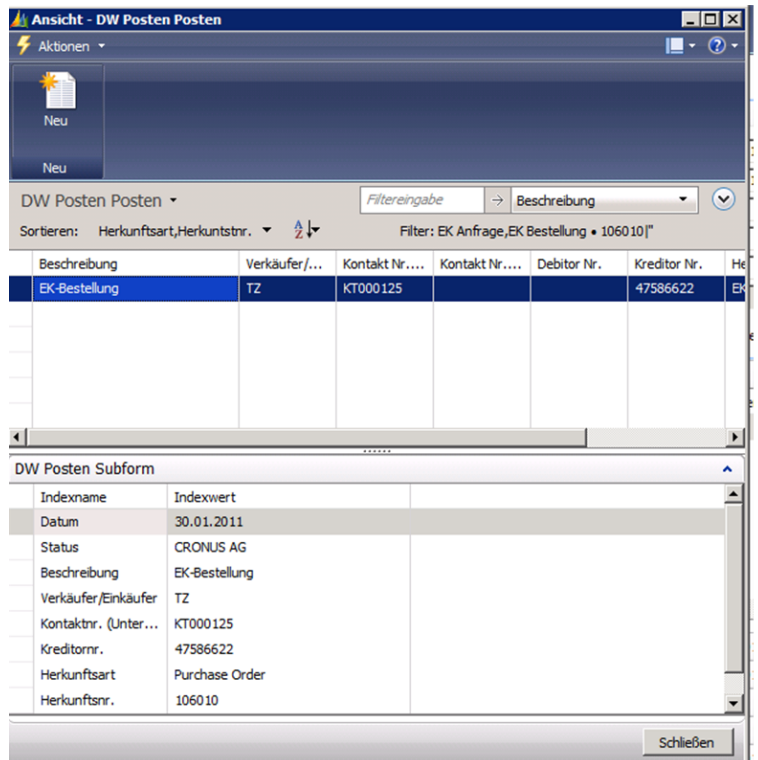 Ansicht - DW Posten Posten
Aktionen
Neu
Neu
DW Posten Posten
Filtereingabe → Beschreibung
Sortieren: Herkunftsart,Herkuntstnr. Filter: EK Anfrage,EK Bestellung • 106010|"
Beschreibung Verkäufer/... Kontakt Nr.... Kontakt Nr.... Debitor Nr. Kreditor Nr. He
EK-Bestellung TZ KT000125 47586622 EK
DW Posten Subform
Indexname Indexwert
Datum 30.01.2011
Status CRONUS AG
Beschreibung EK-Bestellung
Verkäufer/Einkäufer TZ
Kontaktnr. (Unter... KT000125
Kreditornr. 47586622
Herkunftsart Purchase Order
Herkunftsnr. 106010
Schließen